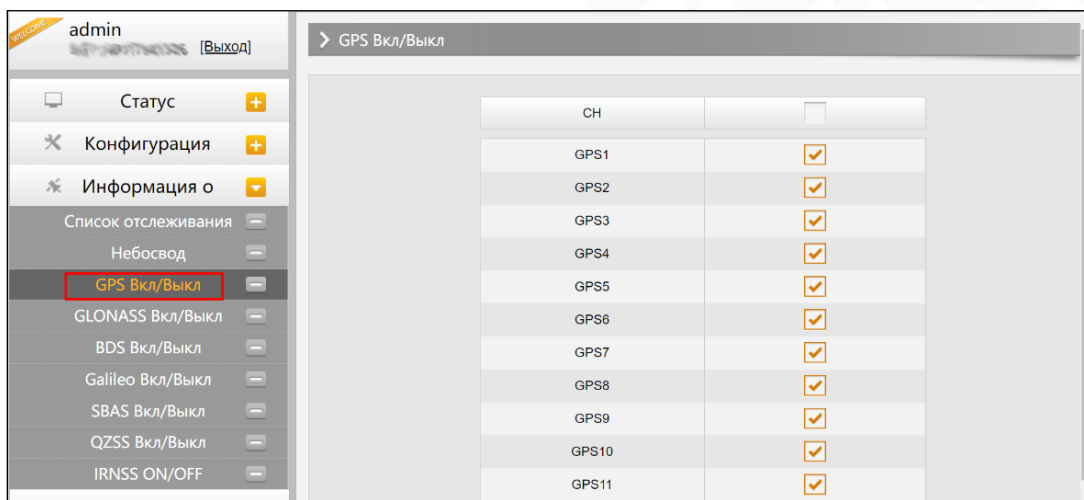 WELCOME
admin
[Выход]
Статус
Конфигурация
Информация о
Список отслеживания
Небосвод
GPS Вкл/Выкл
GLONASS Вкл/Выкл
BDS Вкл/Выкл
Galileo Вкл/Выкл
SBAS Вкл/Выкл
QZSS Вкл/Выкл
IRNSS ON/OFF
GPS Вкл/Выкл
CH
GPS1
GPS2
GPS3
GPS4
GPS5
GPS6
GPS7
GPS8
GPS9
GPS10
GPS11